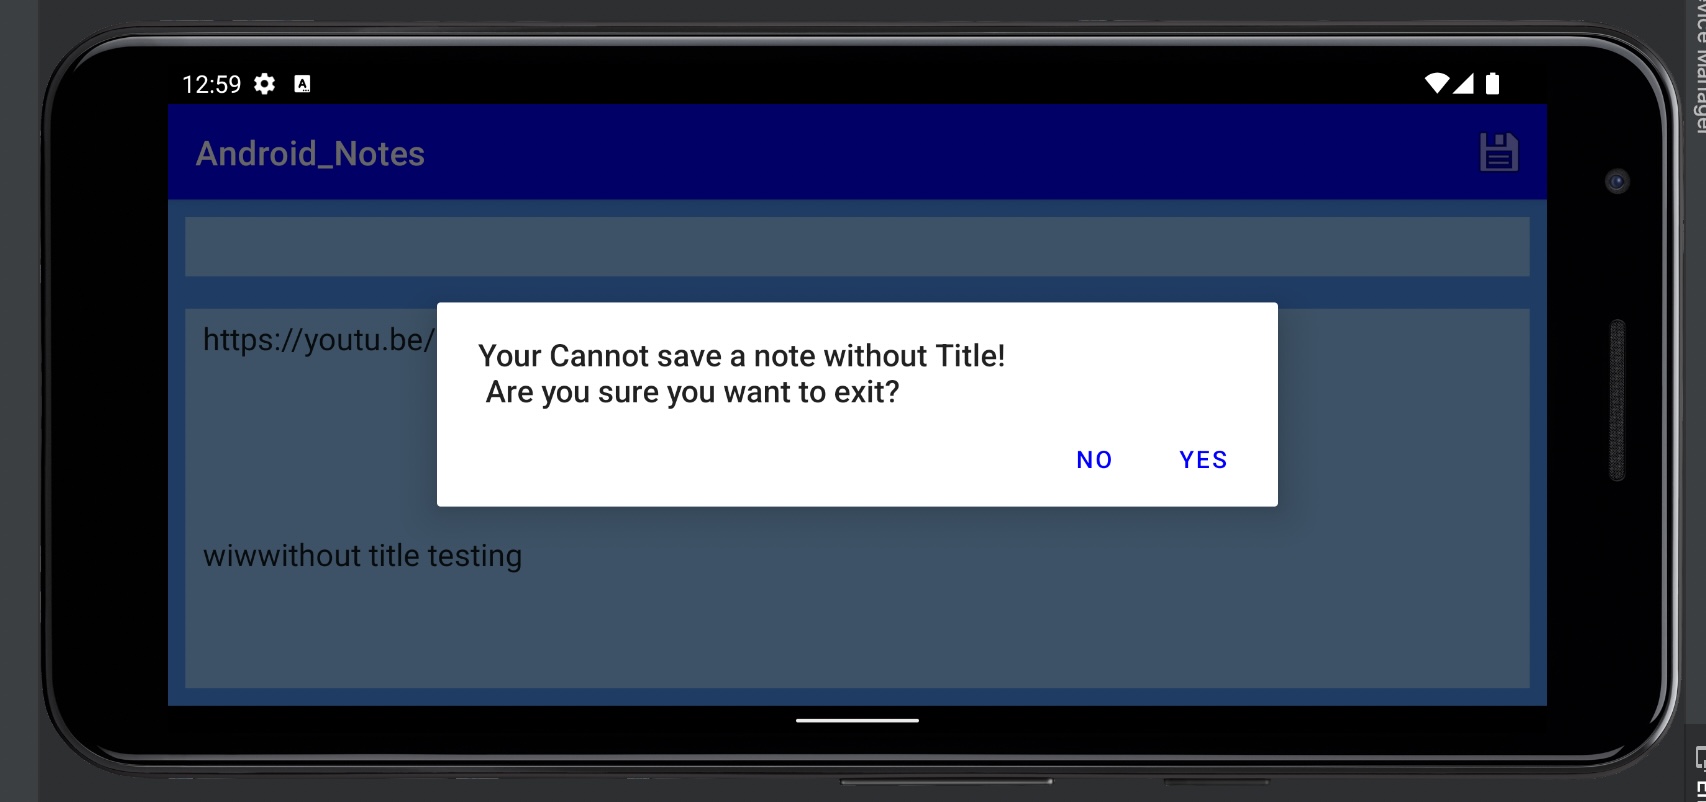 12:59
Android_Notes
https://youtu.be/
Your Cannot save a note without Title!
Are you sure you want to exit?
NO YES
wiwwithout title testing
Manager